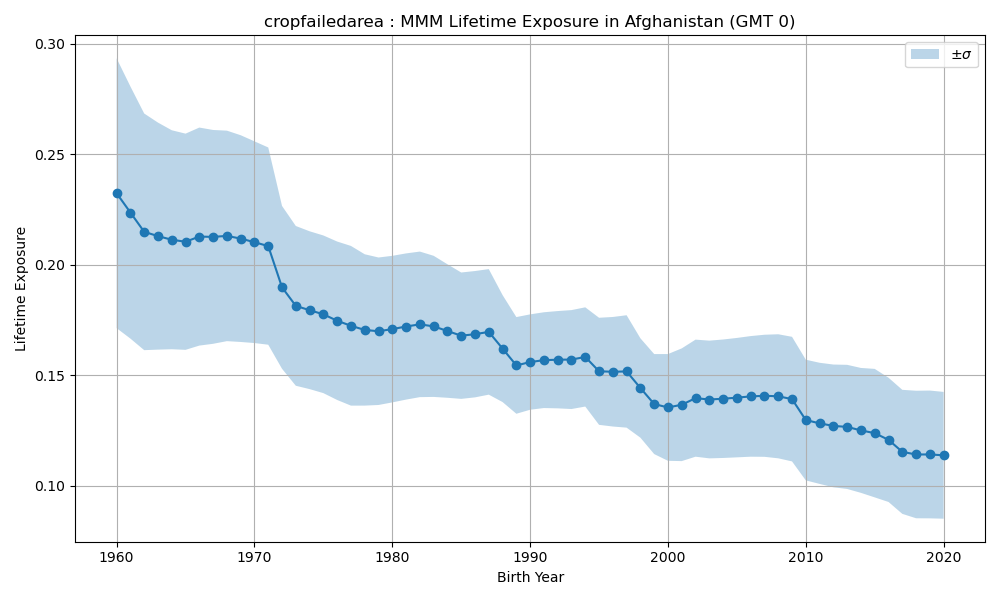 cropfailedarea : MMM Lifetime Exposure in Afghanistan (GMT 0)
±σ
Lifetime Exposure
0.30
0.25
0.20
0.15
0.10
1960 1970 1980 1990 2000 2010 2020
Birth Year